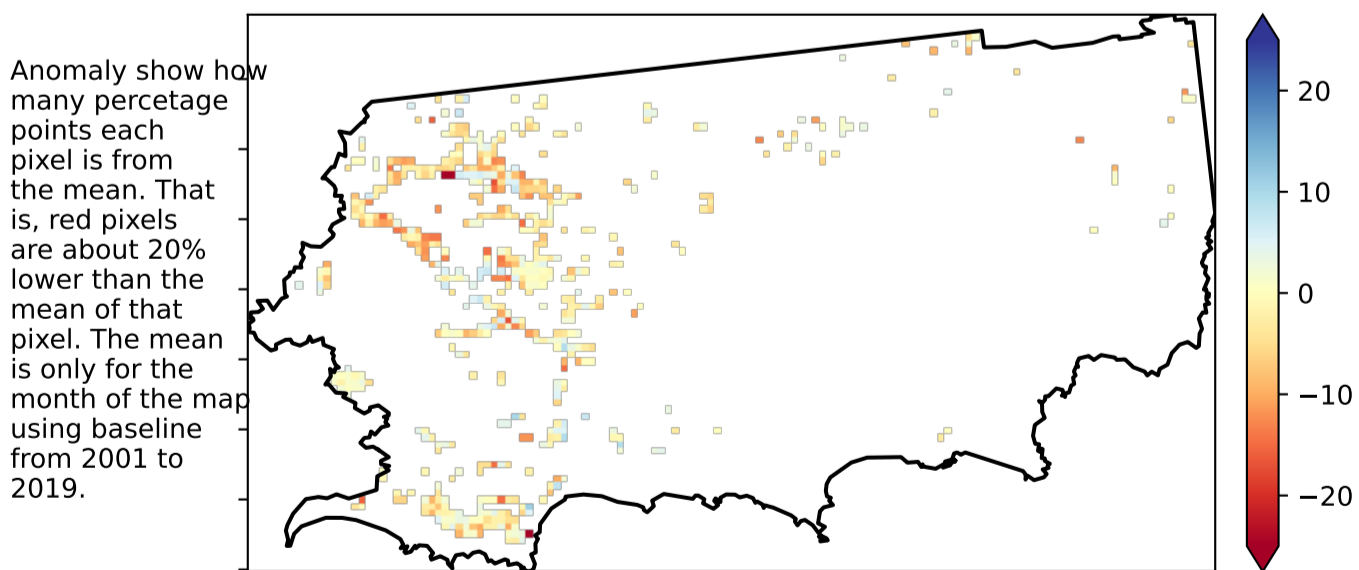 Anomaly show how
many percetage
points each
pixel is from
the mean. That
is, red pixels
are about 20%
lower than the
mean of that
pixel. The mean
is only for the
month of the map
using baseline
from 2001 to
2019.
20
10
0
−10
−20